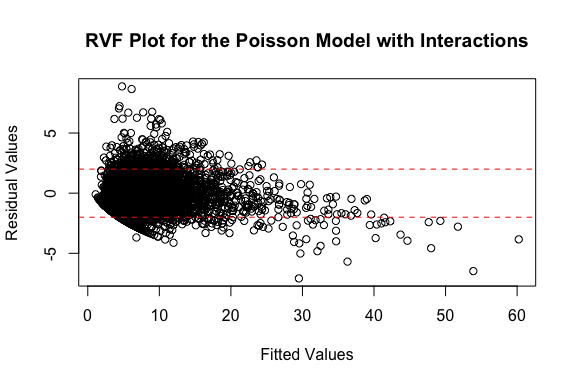 RVF Plot for the Poisson Model with Interactions
Residual Values
5
0
-5
0 10 20 30 40 50 60
Fitted Values